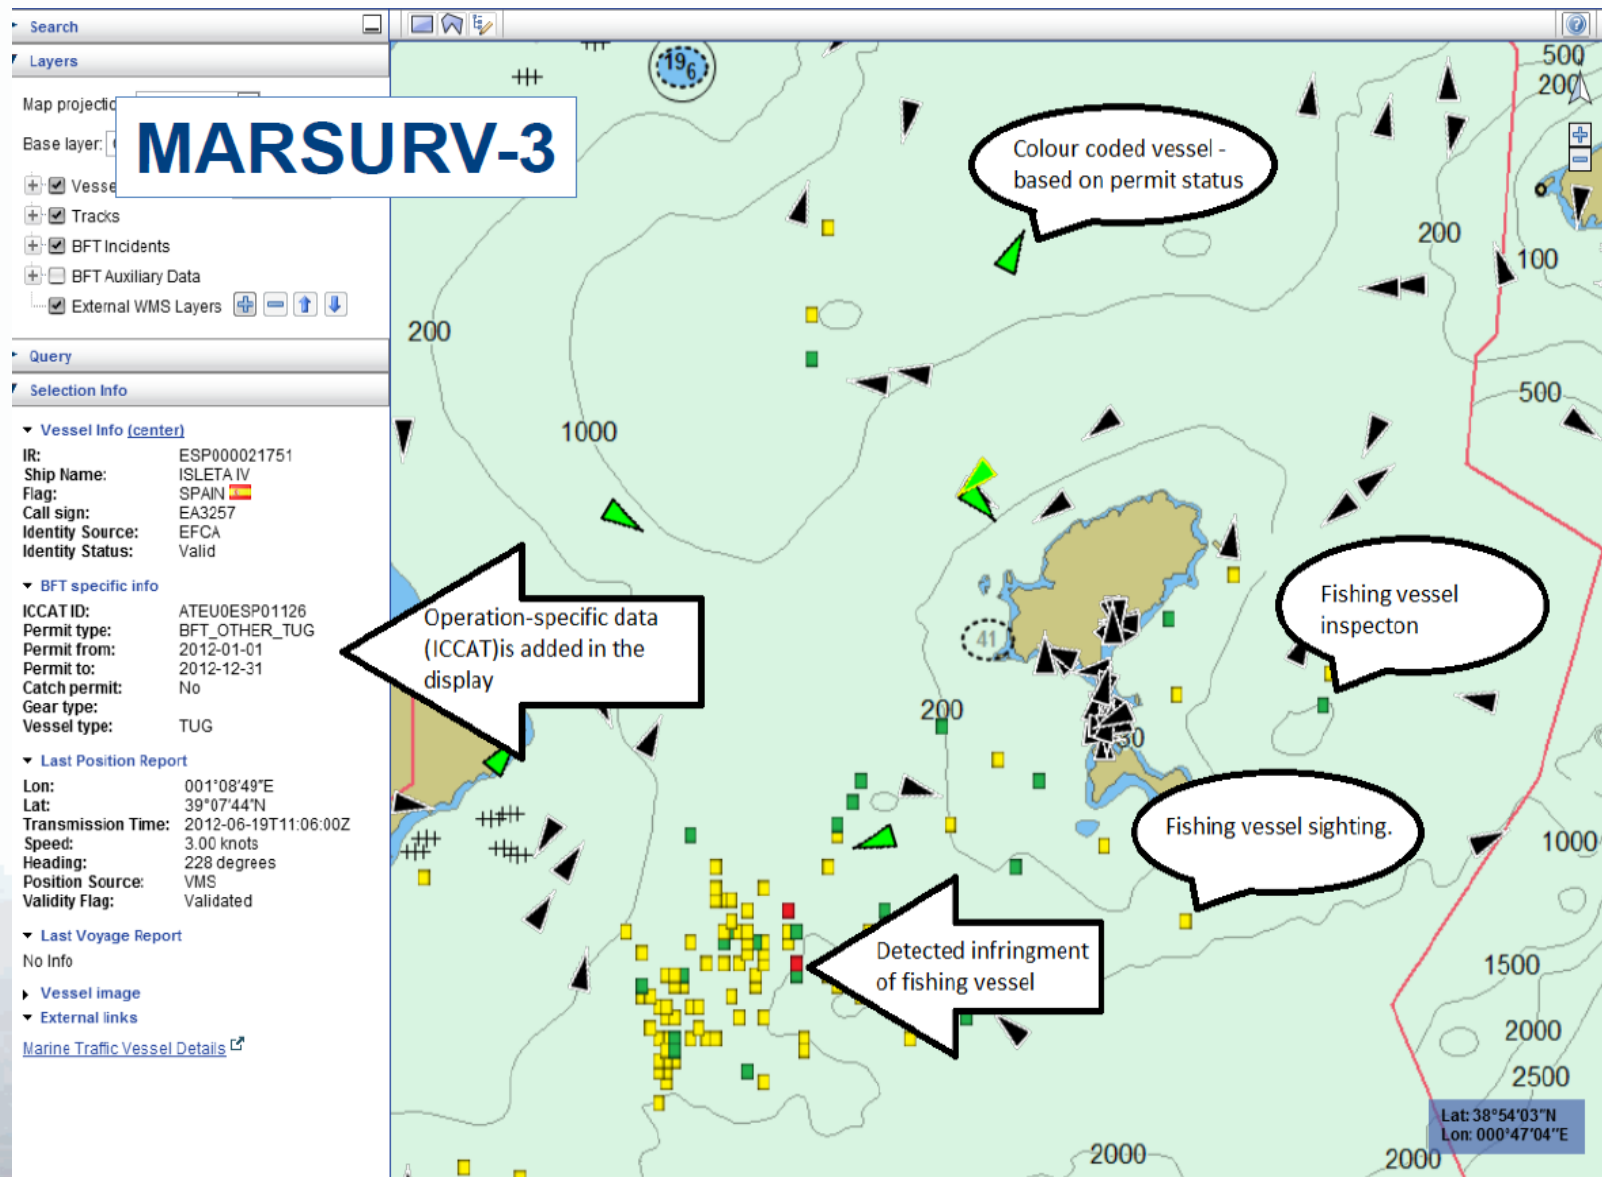 Search
Layers
Map projectio
Base layer:
MARSURV-3
Vesse
Tracks
BFT Incidents
BFT Auxiliary Data
External WMS Layers
Query
Selection Info
Vessel Info (center)
IR: ESP000021751
Ship Name: ISLETA IV
Flag: SPAIN
Call sign: EA3257
Identity Source: EFCA
Identity Status: Valid
BFT specific info
ICCAT ID: ATEU0ESP01126
Permit type: BFT_OTHER_TUG
Permit from: 2012-01-01
Permit to: 2012-12-31
Catch permit: No
Gear type:
Vessel type: TUG
Last Position Report
Lon: 001°08'49"E
Lat: 39°07'44"N
Transmission Time: 2012-06-19T11:06:00Z
Speed: 3.00 knots
Heading: 228 degrees
Position Source: VMS
Validity Flag: Validated
Last Voyage Report
No Info
Vessel image
External links
Marine Traffic Vessel Details
19 6
500
200
Colour coded vessel -
based on permit status
200
100
200
500
1000
Operation-specific data
(ICCAT)is added in the
display
Fishing vessel
inspecton
41
200
50
Fishing vessel sighting.
1000
Detected infringment
of fishing vessel
1500
2000
2500
Lat: 38°54'03"N
Lon: 000°47'04"E
2000
2000